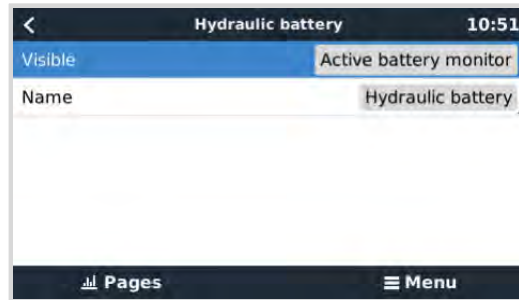 Hydraulic battery 10:51
Visible Active battery monitor
Name Hydraulic battery
Pages Menu